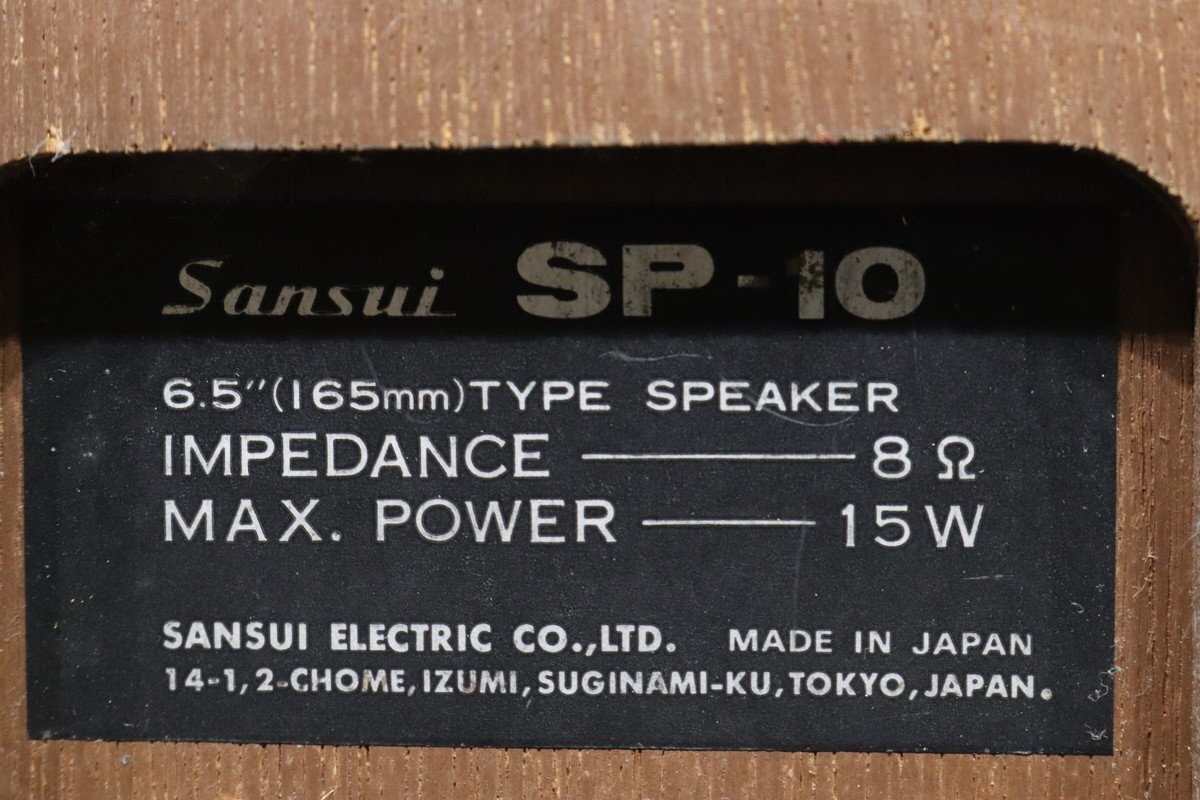 Sansui SP-10
6.5"(165mm)TYPE SPEAKER
IMPEDANCE — 8 Ω
MAX. POWER — 15W
SANSUI ELECTRIC CO.,LTD. MADE IN JAPAN
14-1,2-CHOME,IZUMI,SUGINAMI-KU,TOKYO,JAPAN.